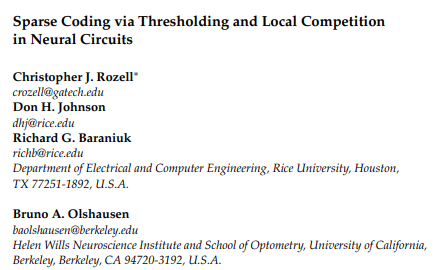 Sparse Coding via Thresholding and Local Competition
in Neural Circuits
Christopher J. Rozell*
crozell@gatech.edu
Don H. Johnson
dhj@rice.edu
Richard G. Baraniuk
richb@rice.edu
Department of Electrical and Computer Engineering, Rice University, Houston,
TX 77251-1892, U.S.A.
Bruno A. Olshausen
baolshausen@berkeley.edu
Helen Wills Neuroscience Institute and School of Optometry, University of California,
Berkeley, Berkeley, CA 94720-3192, U.S.A.